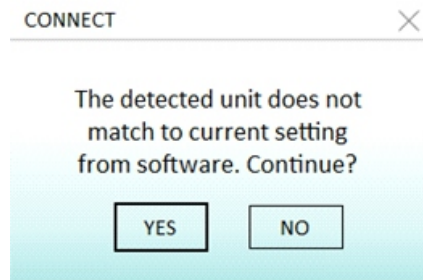 CONNECT
The detected unit does not
match to current setting
from software. Continue?
YES NO